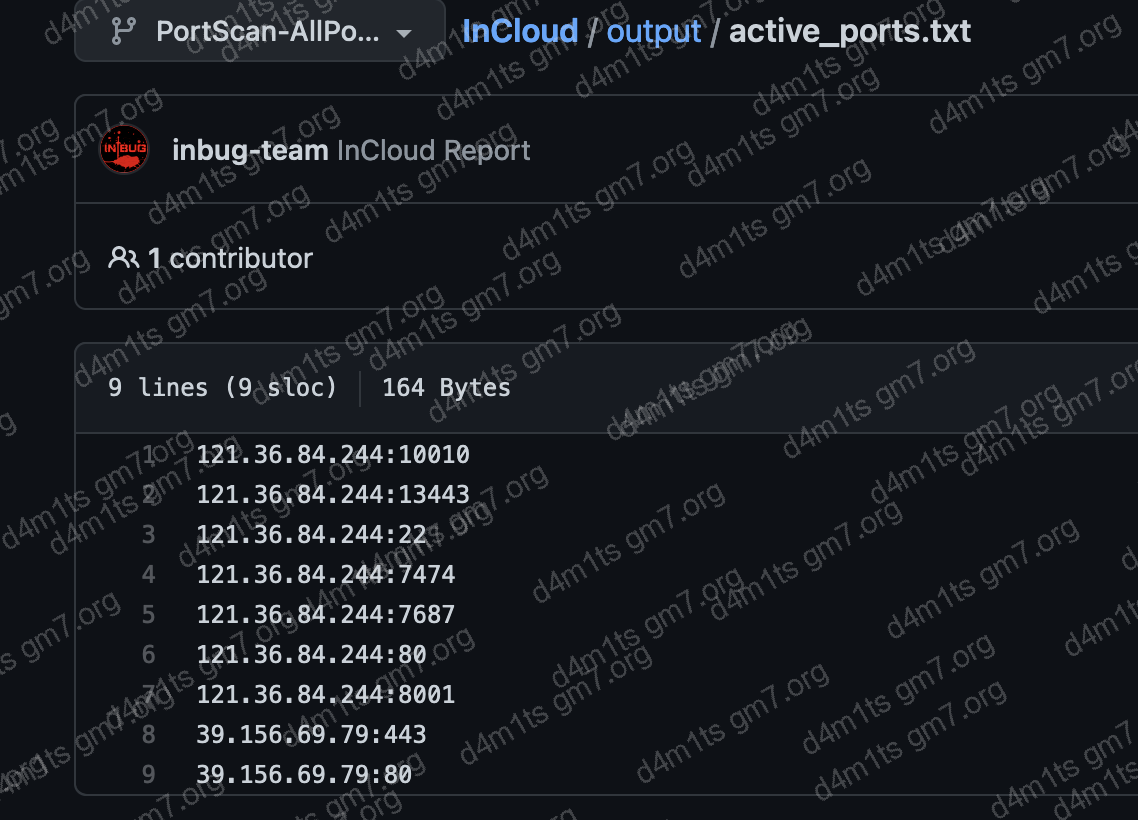 PortScan-AllPo...
InCloud / output / active_ports.txt
INBUG
inbug-team InCloud Report
1 contributor
9 lines (9 sloc) 164 Bytes
1 121.36.84.244:10010
2 121.36.84.244:13443
3 121.36.84.244:22
4 121.36.84.244:7474
5 121.36.84.244:7687
6 121.36.84.244:80
7 121.36.84.244:8001
8 39.156.69.79:443
9 39.156.69.79:80
d4m1ts gm7.org